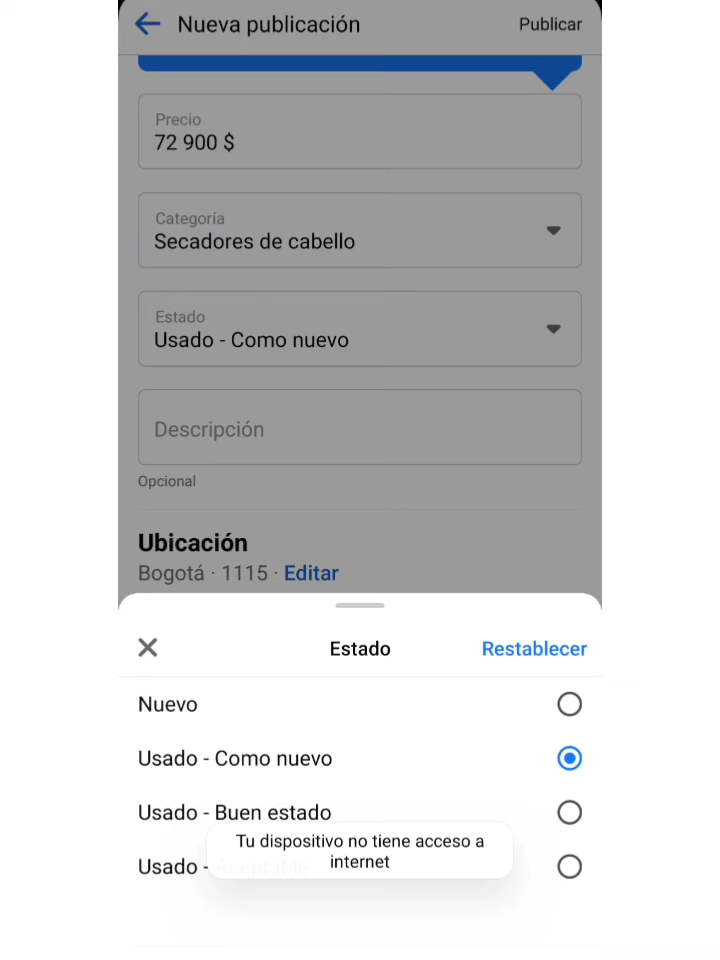 Nueva publicación
Publicar
Precio
72 900 $
Categoría
Secadores de cabello
Estado
Usado - Como nuevo
Descripción
Opcional
Ubicación
Bogotá · 1115 · Editar
Estado
Restablecer
Nuevo
Usado - Como nuevo
Usado - Buen estado
Tu dispositivo no tiene acceso a
internet
Usado - Aceptable